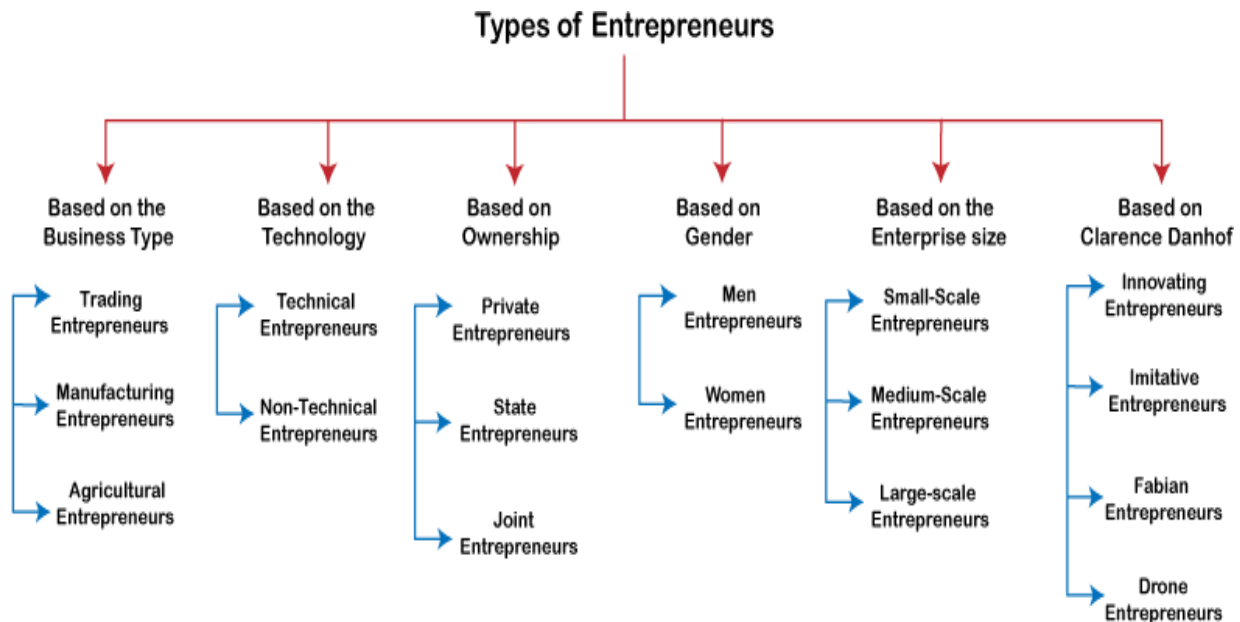 Types of Entrepreneurs
Based on the
Business Type
Trading
Entrepreneurs
Manufacturing
Entrepreneurs
Agricultural
Entrepreneurs
Based on the
Technology
Technical
Entrepreneurs
Non-Technical
Entrepreneurs
Based on
Ownership
Private
Entrepreneurs
State
Entrepreneurs
Joint
Entrepreneurs
Based on
Gender
Men
Entrepreneurs
Women
Entrepreneurs
Based on the
Enterprise size
Small-Scale
Entrepreneurs
Medium-Scale
Entrepreneurs
Large-scale
Entrepreneurs
Based on
Clarence Danhof
Innovating
Entrepreneurs
Imitative
Entrepreneurs
Fabian
Entrepreneurs
Drone
Entrepreneurs